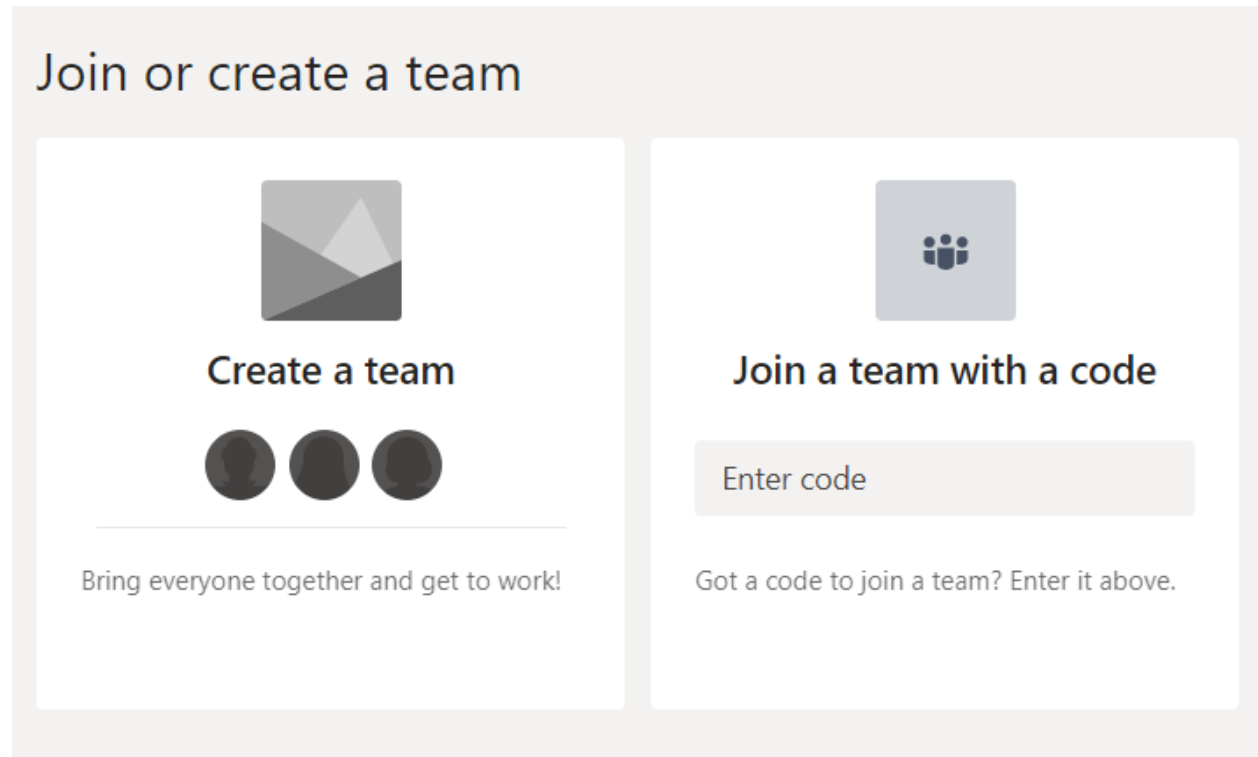 Join or create a team
Create a team
Bring everyone together and get to work!
Join a team with a code
Enter code
Got a code to join a team? Enter it above.